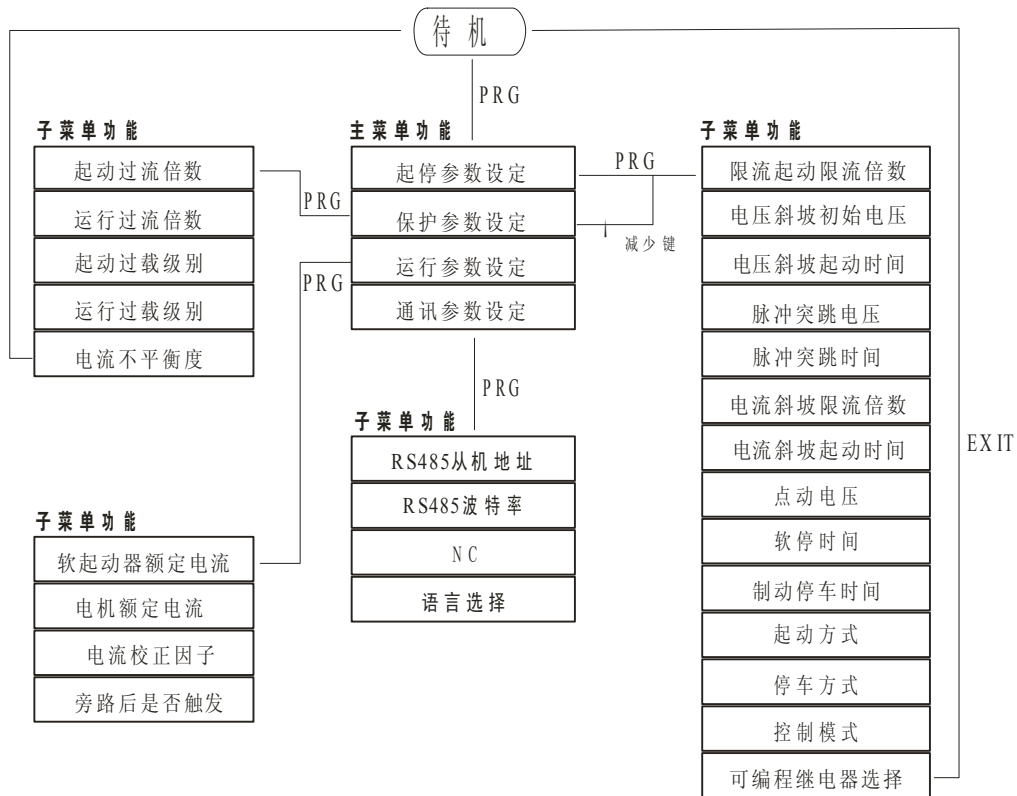 待机
PRG
子菜单功能
起动过流倍数
运行过流倍数
起动过载级别
运行过载级别
电流不平衡度
PRG
PRG
主菜单功能
起停参数设定
保护参数设定
运行参数设定
通讯参数设定
PRG
减少键
子菜单功能
限流起动限流倍数
电压斜坡初始电压
电压斜坡起动时间
脉冲突跳电压
脉冲突跳时间
电流斜坡限流倍数
电流斜坡起动时间
点动电压
软停时间
制动停车时间
起动方式
停车方式
控制模式
可编程继电器选择
EXIT
PRG
子菜单功能
RS485从机地址
RS485波特率
NC
语言选择
子菜单功能
软起动器额定电流
电机额定电流
电流校正因子
旁路后是否触发